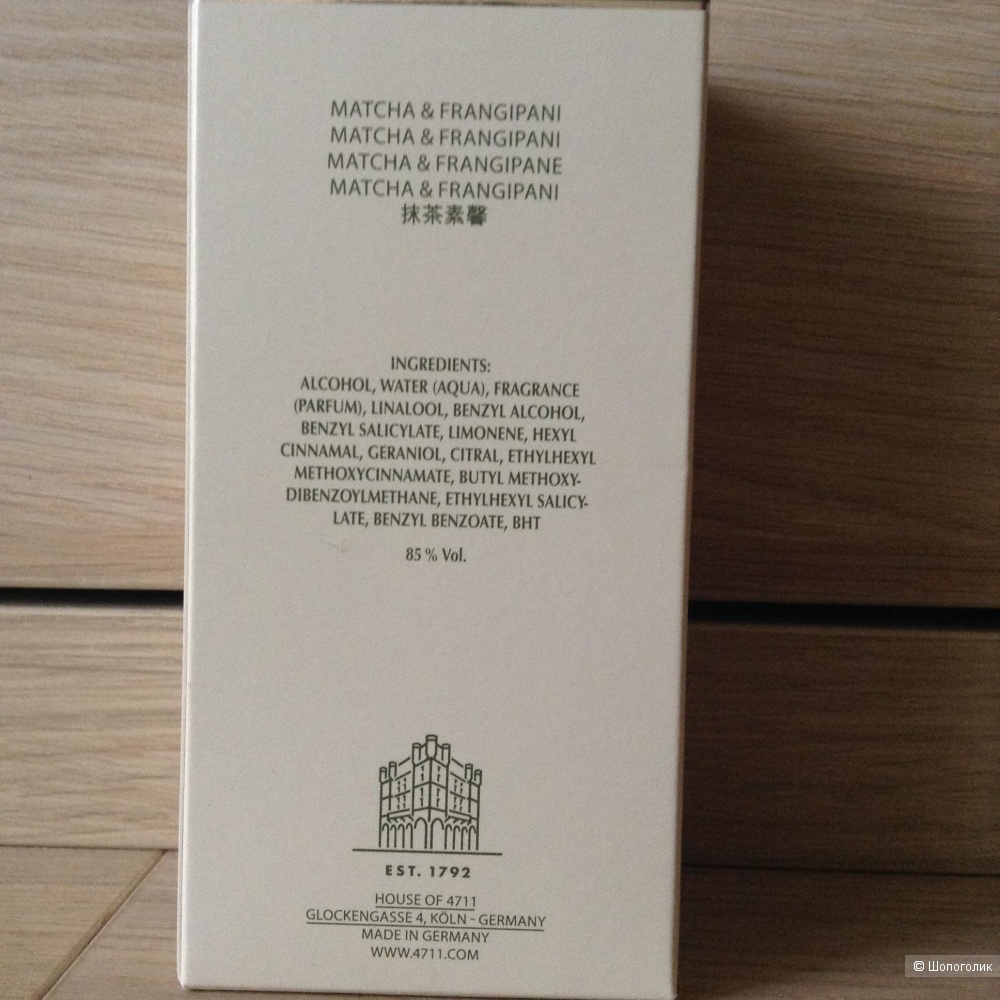 MATCHA & FRANGIPANI
MATCHA & FRANGIPANI
MATCHA & FRANGIPANE
MATCHA & FRANGIPANI
抹茶素馨
INGREDIENTS:
ALCOHOL, WATER (AQUA), FRAGRANCE
(PARFUM), LINALOOL, BENZYL ALCOHOL,
BENZYL SALICYLATE, LIMONENE, HEXYL
CINNAMAL, GERANIOL, CITRAL, ETHYLHEXYL
METHOXYCINNAMATE, BUTYL METHOXY-
DIBENZOYLMETHANE, ETHYLHEXYL SALICY-
LATE, BENZYL BENZOATE, BHT
85 % Vol.
EST. 1792
HOUSE OF 4711
GLOCKENGASSE 4, KÖLN - GERMANY
MADE IN GERMANY
WWW.4711.COM
© Шопоголик